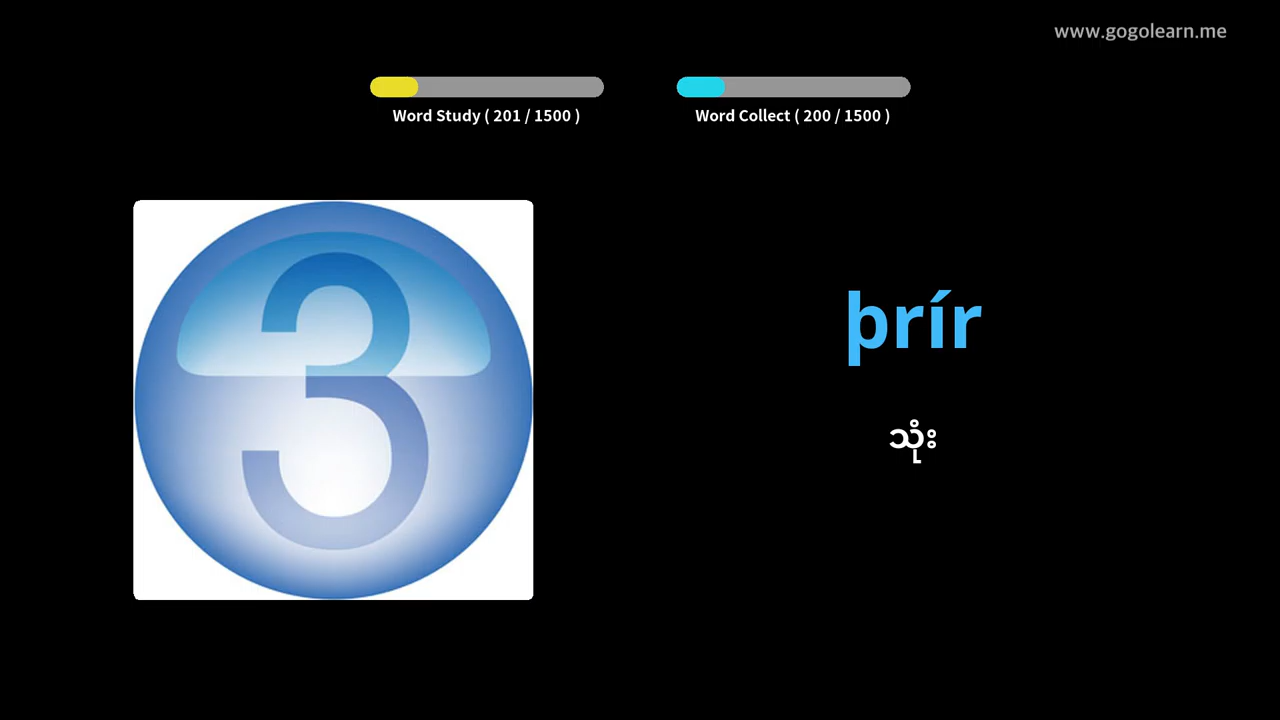 www.gogolearn.me
Word Study ( 201 / 1500 )
Word Collect ( 200 / 1500 )
3
þrír
သုံး